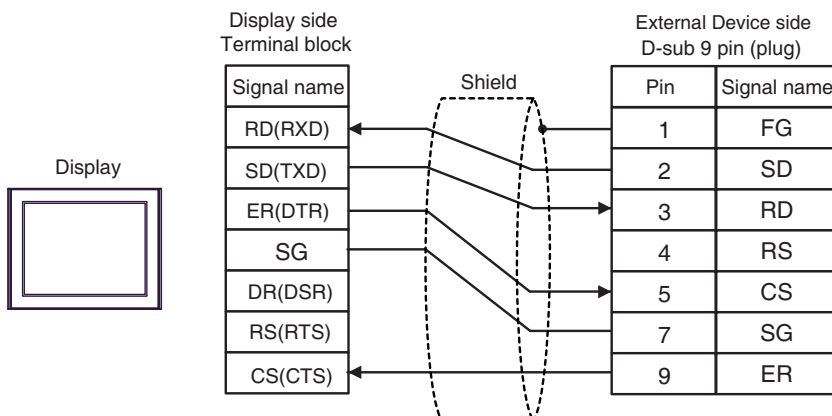 Display side
Terminal block
External Device side
D-sub 9 pin (plug)
Signal name
Shield
Pin
Signal name
RD(RXD)
1
FG
Display
SD(TXD)
2
SD
ER(DTR)
3
RD
SG
4
RS
DR(DSR)
5
CS
RS(RTS)
7
SG
CS(CTS)
9
ER